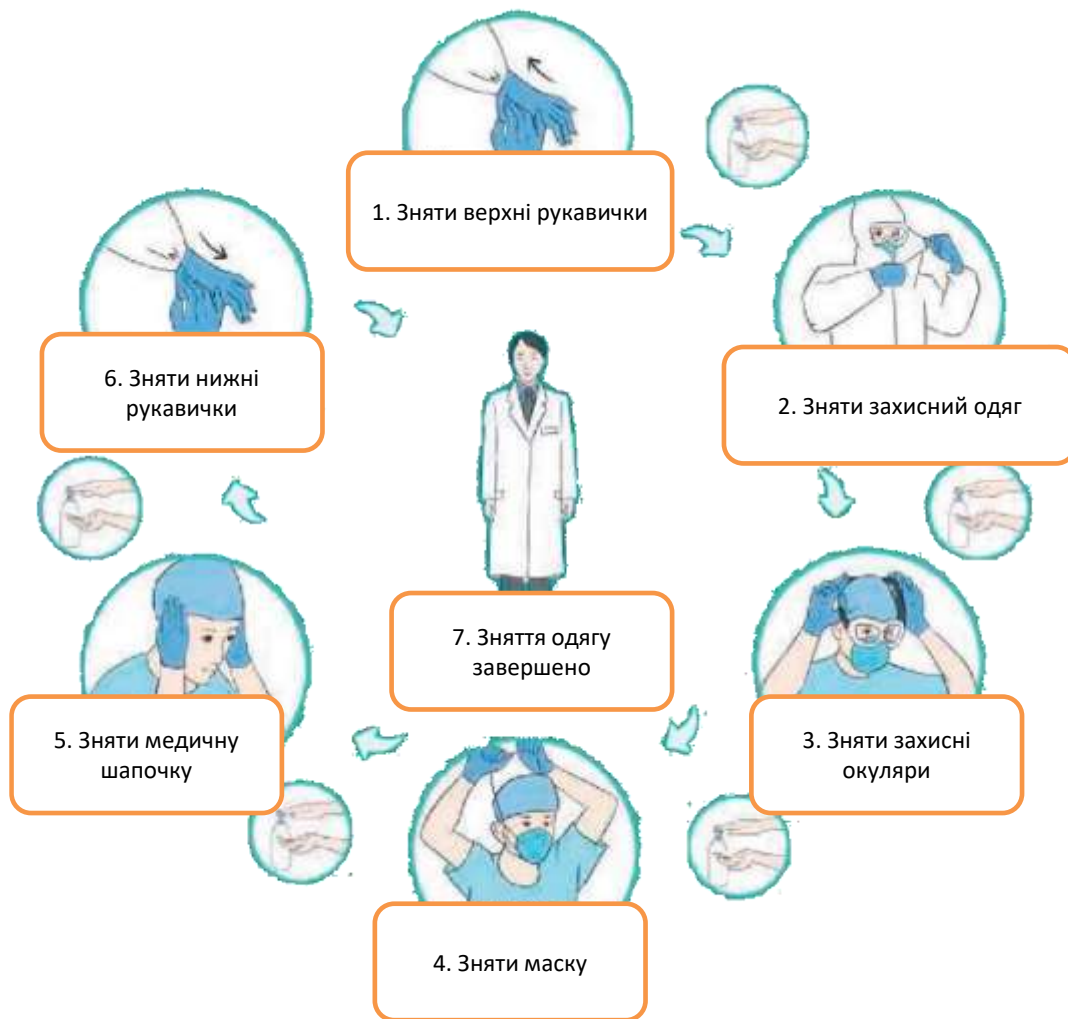 1. Зняти верхні рукавички
2. Зняти захисний одяг
3. Зняти захисні
окуляри
4. Зняти маску
5. Зняти медичну
шапочку
6. Зняти нижні
рукавички
7. Зняття одягу
завершено